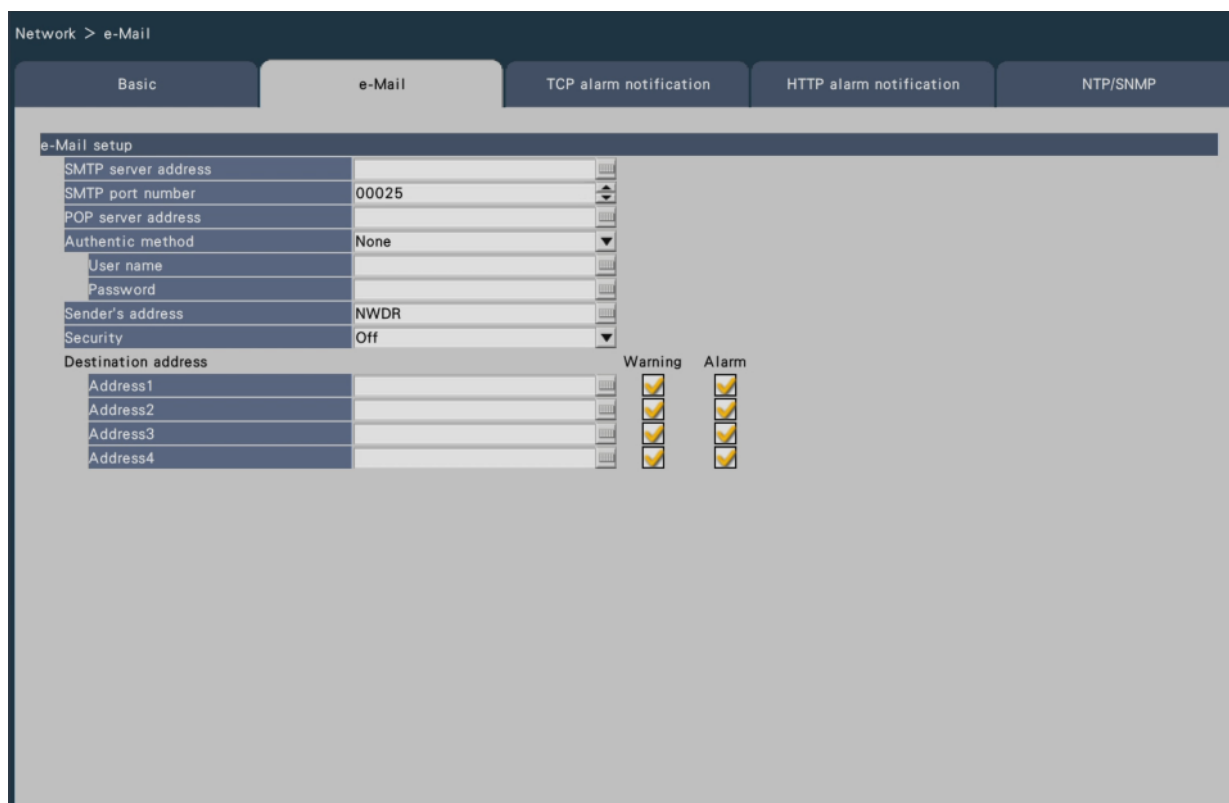 Network > e-Mail
Basic e-Mail TCP alarm notification HTTP alarm notification NTP/SNMP
e-Mail setup
SMTP server address
SMTP port number 00025
POP server address
Authentic method None
User name
Password
Sender's address NWDR
Security Off
Destination address Warning Alarm
Address1
Address2
Address3
Address4